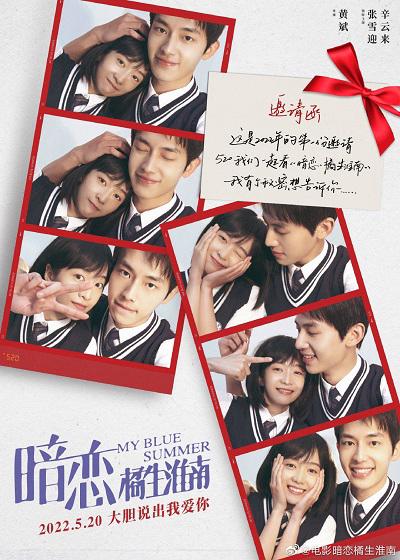 辛云来
张雪迎
黄斌
邀请函
这是2022年的第一份邀请
520我们一起看《暗恋·橘生淮南》
我有个秘密想告诉你……
520
MY BLUE
SUMMER
暗恋橘生淮南
2022.5.20 大胆说出我爱你
@电影暗恋橘生淮南